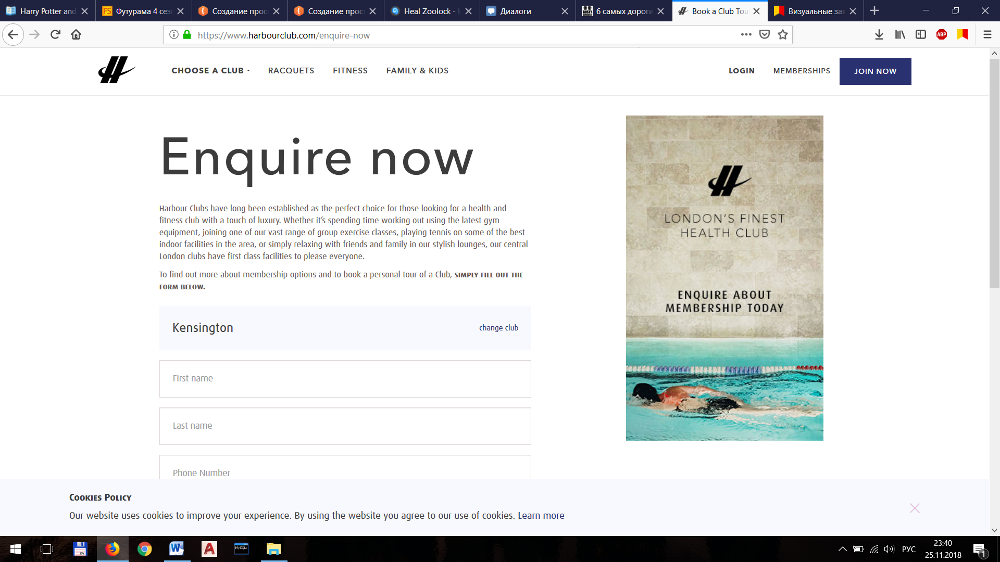 Harry Potter and
Футурама 4 сез
Создание прост
Создание прост
Heal Zoolock - H
Диалоги
6 самых дороги
Book a Club Tou
Визуальные зак
https://www.harbourclub.com/enquire-now
ABP
CHOOSE A CLUB
RACQUETS
FITNESS
FAMILY & KIDS
LOGIN
MEMBERSHIPS
JOIN NOW
Enquire now
Harbour Clubs have long been established as the perfect choice for those looking for a health and
fitness club with a touch of luxury. Whether it's spending time working out using the latest gym
equipment, joining one of our vast range of group exercise classes, playing tennis on some of the best
indoor facilities in the area, or simply relaxing with friends and family in our stylish lounges, our central
London clubs have first class facilities to please everyone.
To find out more about membership options and to book a personal tour of a Club, SIMPLY FILL OUT THE
FORM BELOW.
Kensington
change club
First name
Last name
Phone Number
LONDON'S FINEST
HEALTH CLUB
ENQUIRE ABOUT
MEMBERSHIP TODAY
Cookies Policy
Our website uses cookies to improve your experience. By using the website you agree to our use of cookies. Learn more
64
MySQL
РУС
23:40
25.11.2018
1